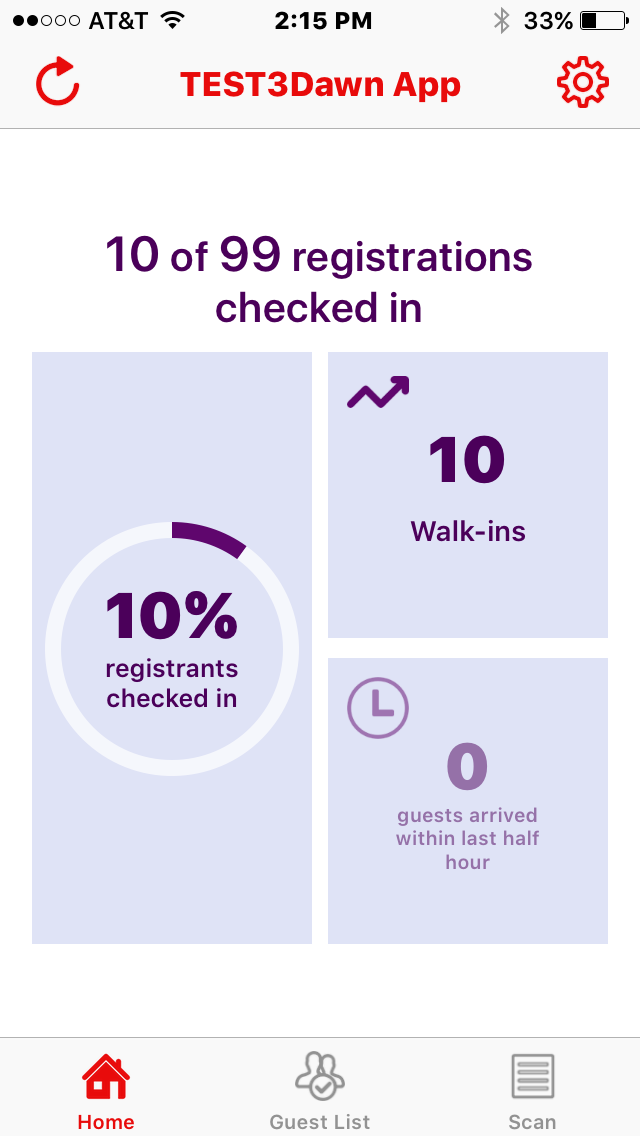 AT&T 2:15 PM 33%
TEST3Dawn App
10 of 99 registrations
checked in
10%
registrants
checked in
10
Walk-ins
0
guests arrived
within last half
hour
Home Guest List Scan